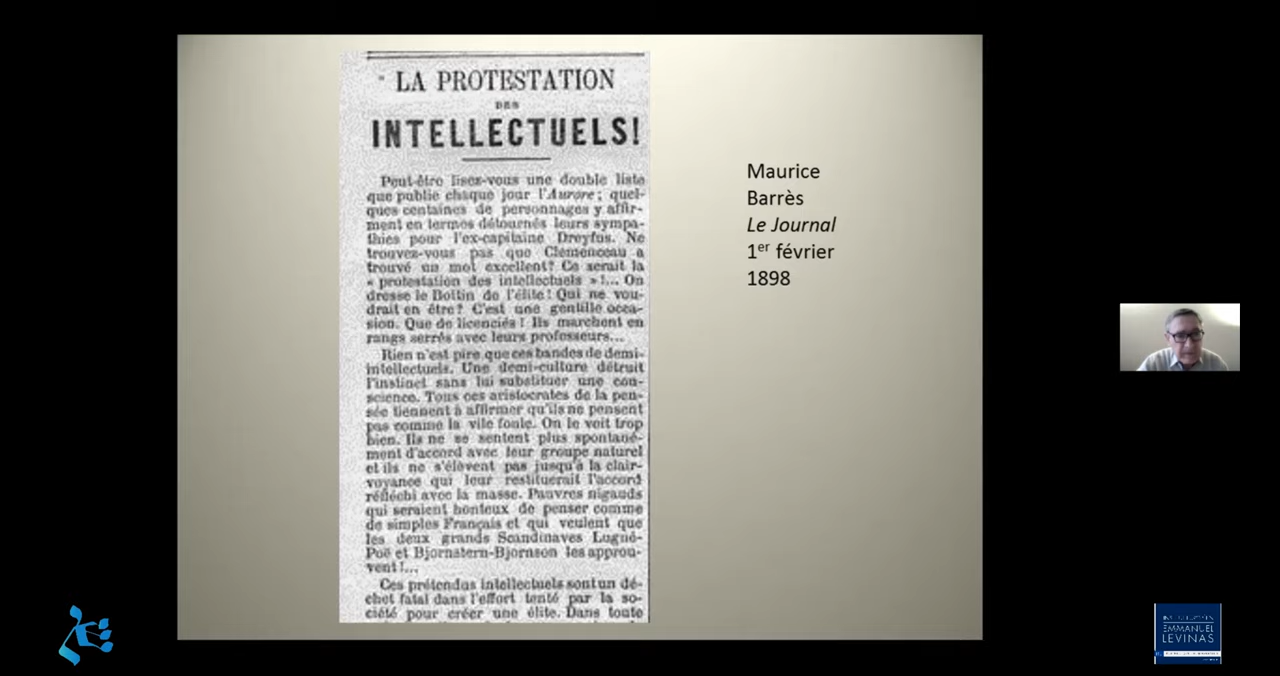 LA PROTESTATION
DES
INTELLECTUELS!
Peut-être lisez-vous une double liste
que publie chaque jour l'Aurore; quel-
ques centaines de personnages y affir-
ment en termes détournés leurs sympa-
thies pour l'ex-capitaine Dreyfus. Ne
trouvez-vous pas que Clémenceau a
trouvé un mot excellent? Ce serait la
« protestation des intellectuels »!... On
dresse le Bottin de l'élite! Qui ne vou-
drait en être? C'est une gentille occa-
sion. Que de licenciés! Ils marchent en
rangs serrés avec leurs professeurs...
Rien n'est pire que ces bandes de demi-
intellectuels. Une demi-culture détruit
l'instinct sans lui substituer une con-
science. Tous ces aristocrates de la pen-
sée tiennent à affirmer qu'ils ne pensent
pas comme la vile foule. On le voit trop
bien. Ils ne se sentent plus spontané-
ment d'accord avec leur groupe naturel
et ils ne s'élèvent pas jusqu'à la clair-
voyance qui leur restituerait l'accord
réfléchi avec la masse. Pauvres nigauds
qui seraient honteux de penser comme
de simples Français et qui veulent que
les deux grands Scandinaves Lugné-
Poë et Bjornstern-Bjornson les approu-
vent!...
Ces prétendus intellectuels sont un dé-
chet fatal dans l'effort tenté par la so-
ciété pour créer une élite. Dans toute
Maurice
Barrès
Le Journal
1er février
1898
EMMANUEL
LEVINAS